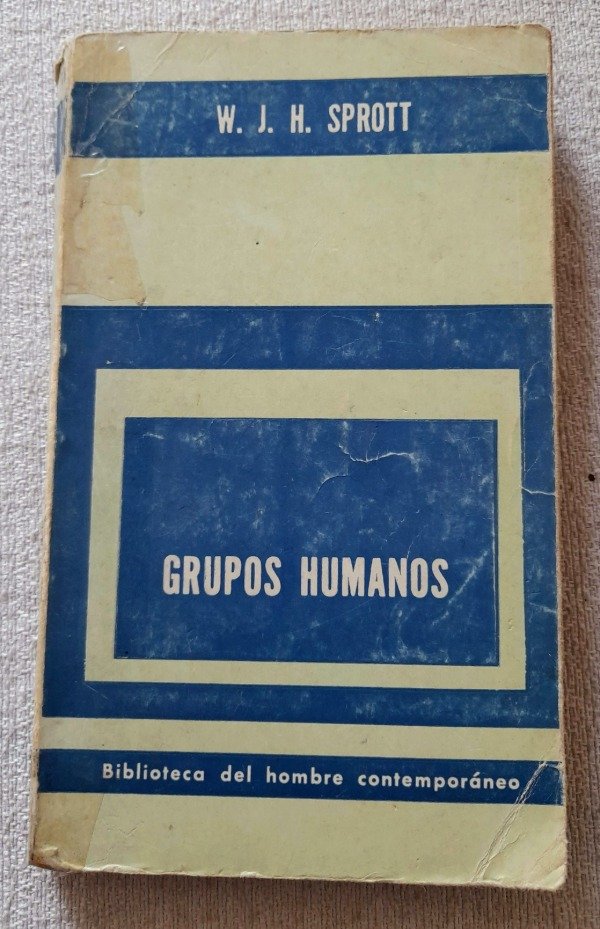 W. J. H. SPROTT
GRUPOS HUMANOS
Biblioteca del hombre contemporáneo